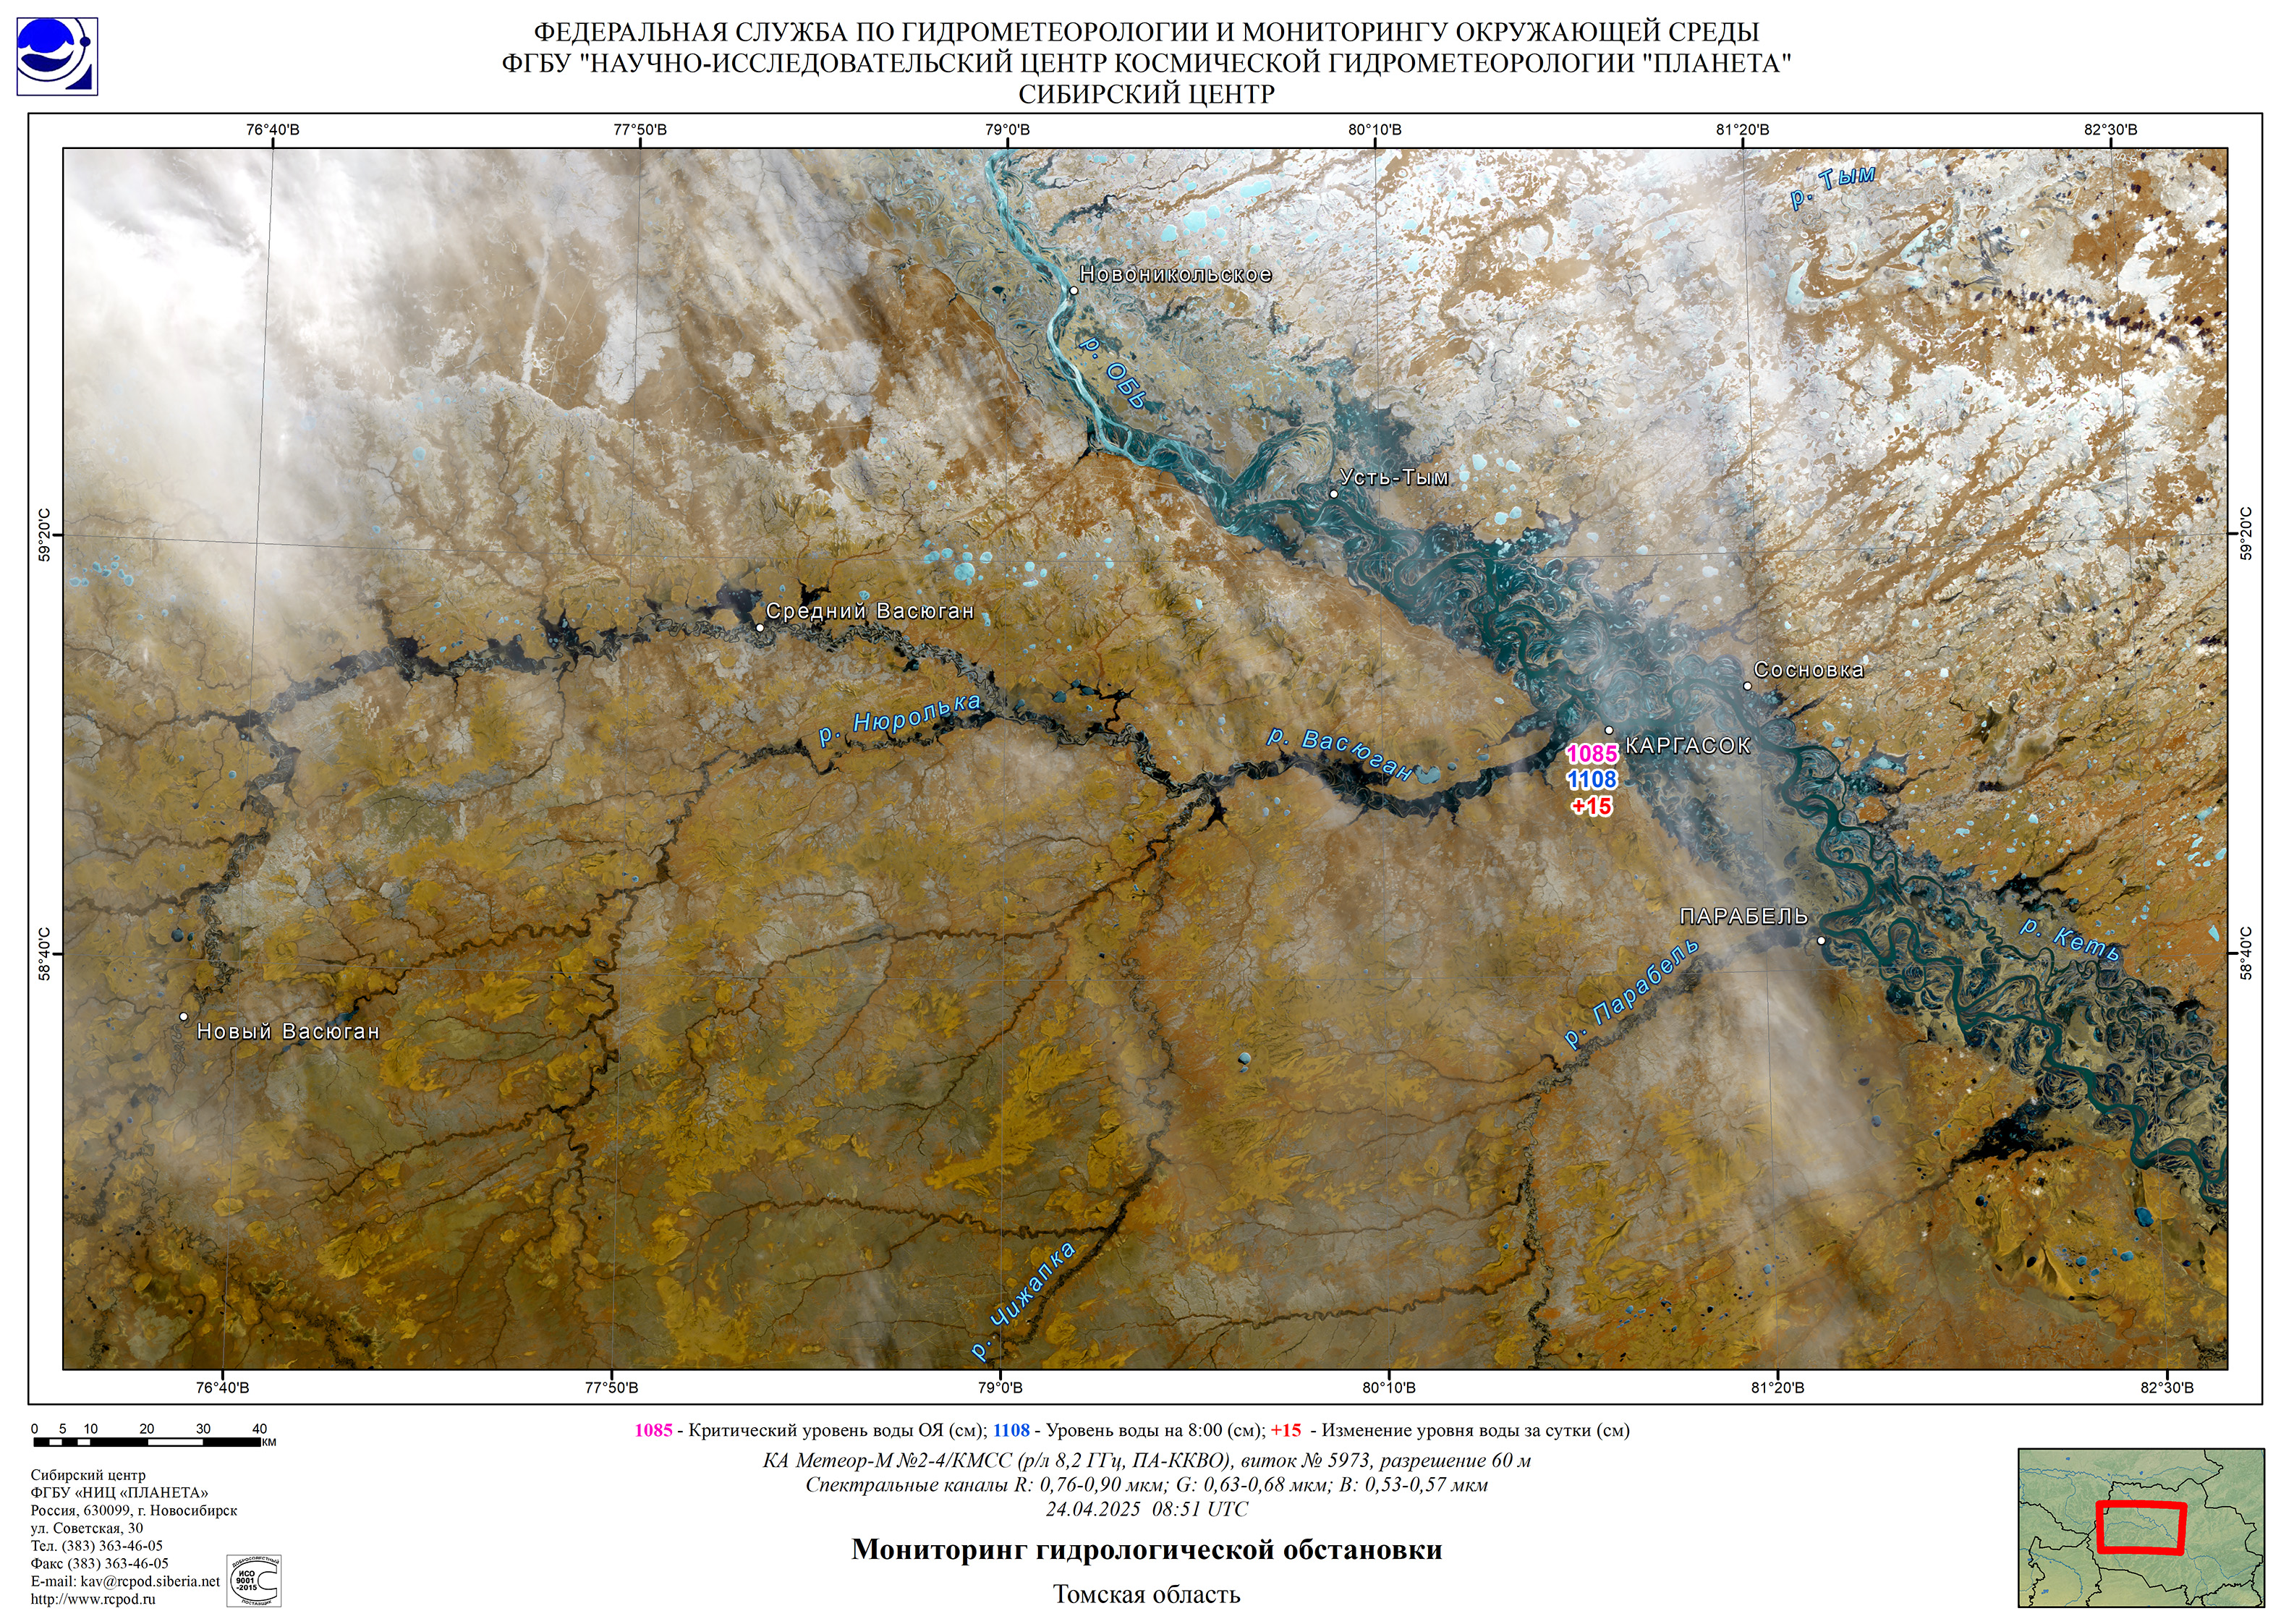 ФЕДЕРАЛЬНАЯ СЛУЖБА ПО ГИДРОМЕТЕОРОЛОГИИ И МОНИТОРИНГУ ОКРУЖАЮЩЕЙ СРЕДЫ
ФГБУ "НАУЧНО-ИССЛЕДОВАТЕЛЬСКИЙ ЦЕНТР КОСМИЧЕСКОЙ ГИДРОМЕТЕОРОЛОГИИ "ПЛАНЕТА"
СИБИРСКИЙ ЦЕНТР
76°40'В 77°50'В 79°0'В 80°10'В 81°20'В 82°30'В
р. Тым
Новоникольское
р. ОБЬ
Усть-Тым
59°20'С 59°20'С
Средний Васюган
Сосновка
р. Нюролька
р. Васюган
КАРГАСОК
1085
1108
+15
ПАРАБЕЛЬ
р. Кеть
58°40'С 58°40'С
р. Парабель
Новый Васюган
р. Чижапка
76°40'В 77°50'В 79°0'В 80°10'В 81°20'В 82°30'В
0 5 10 20 30 40
км
1085 - Критический уровень воды ОЯ (см); 1108 - Уровень воды на 8:00 (см); +15 - Изменение уровня воды за сутки (см)
КА Метеор-М №2-4/КМСС (р/л 8,2 ГГц, ПА-ККВО), виток № 5973, разрешение 60 м
Спектральные каналы R: 0,76-0,90 мкм; G: 0,63-0,68 мкм; B: 0,53-0,57 мкм
24.04.2025 08:51 UTC
Мониторинг гидрологической обстановки
Томская область
Сибирский центр
ФГБУ «НИЦ «ПЛАНЕТА»
Россия, 630099, г. Новосибирск
ул. Советская, 30
Тел. (383) 363-46-05
Факс (383) 363-46-05
E-mail: kav@rcpod.siberia.net
http://www.rcpod.ru
ДОБРОСОВЕСТНЫЙ
ИСО
9001
-2015
ПОСТАВЩИК